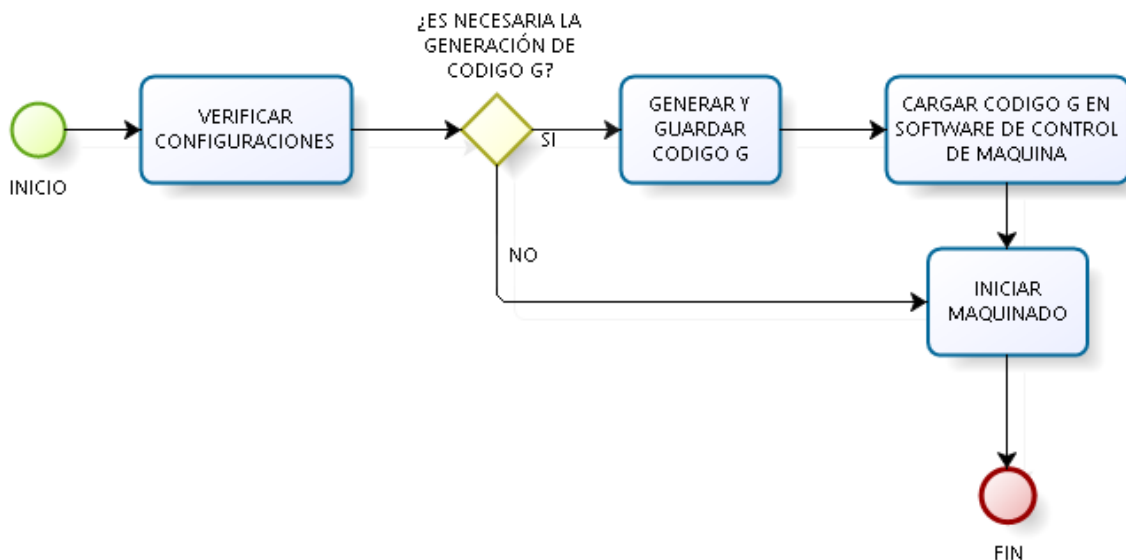 ¿ES NECESARIA LA
GENERACIÓN DE
CODIGO G?
INICIO
VERIFICAR
CONFIGURACIONES
SI
GENERAR Y
GUARDAR
CODIGO G
CARGAR CODIGO G EN
SOFTWARE DE CONTROL
DE MAQUINA
NO
INICIAR
MAQUINADO
FIN